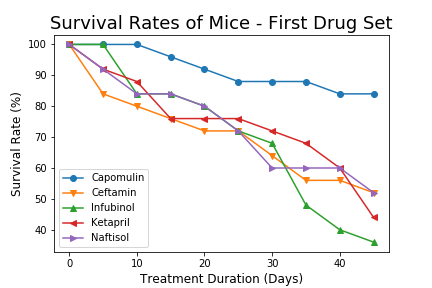 Survival Rates of Mice - First Drug Set
Survival Rate (%)
100
90
80
70
60
50
40
Capomulin
Ceftamin
Infubinol
Ketapril
Naftisol
0
10
20
30
40
Treatment Duration (Days)